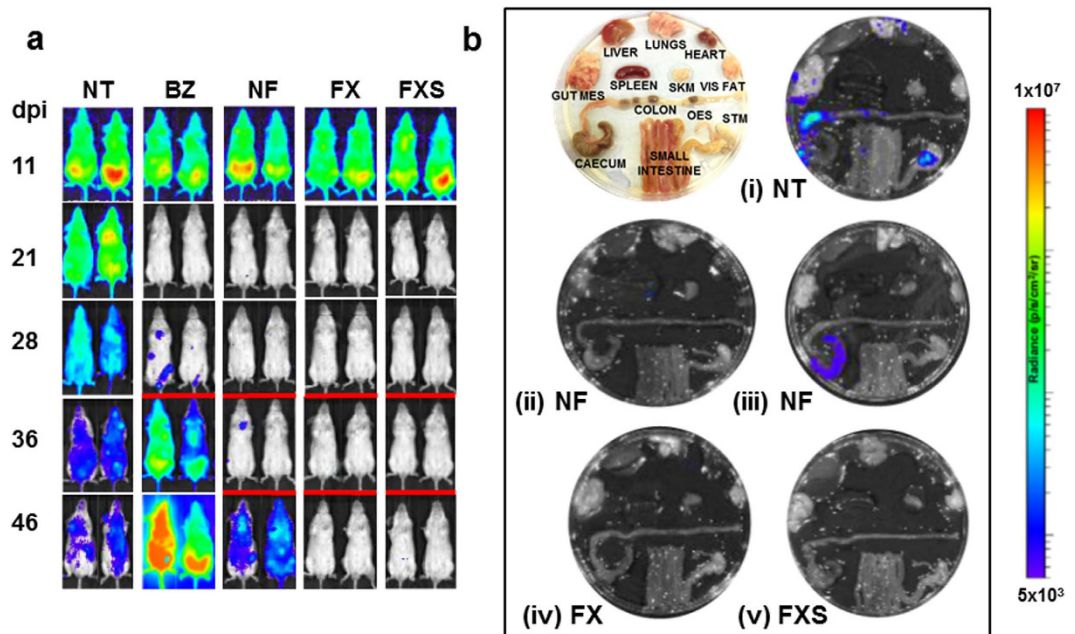 a
b
dpi
NT
BZ
NF
FX
FXS
11
21
28
36
46
LIVER
LUNGS
HEART
SPLEEN
SKM
VIS FAT
GUT MES
COLON
OES
STM
CAECUM
SMALL
INTESTINE
(i) NT
(ii) NF
(iii) NF
(iv) FX
(v) FXS
1x10⁷
Radiance (p/s/cm²/sr)
5x10³